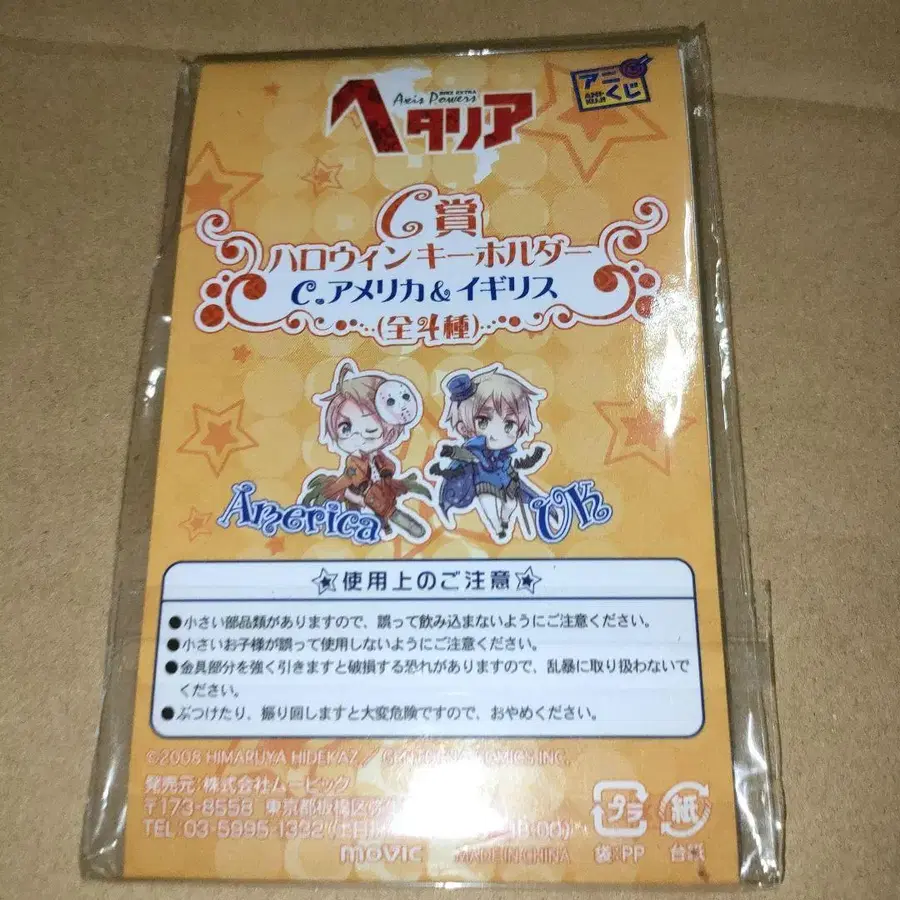 アニくじ
ANI-KUJI
Axis Powers
ヘタリア
C賞
ハロウィンキーホルダー
C.アメリカ&イギリス
(全4種)
America
UK
☆使用上のご注意☆
●小さい部品類がありますので、誤って飲み込まないようにご注意ください。
●小さいお子様が誤って使用しないようにご注意ください。
●金具部分を強く引きますと破損する恐れがありますので、乱暴に取り扱わないで
ください。
●ぶつけたり、振り回しますと大変危険ですので、おやめください。
©2008 HIMARUYA HIDEKAZ／ INC.
発売元:株式会社ムービック
〒173-8558 東京都板橋区
TEL:03-5995-1332
movic MADE IN CHINA
プラ
袋:PP
紙
台紙